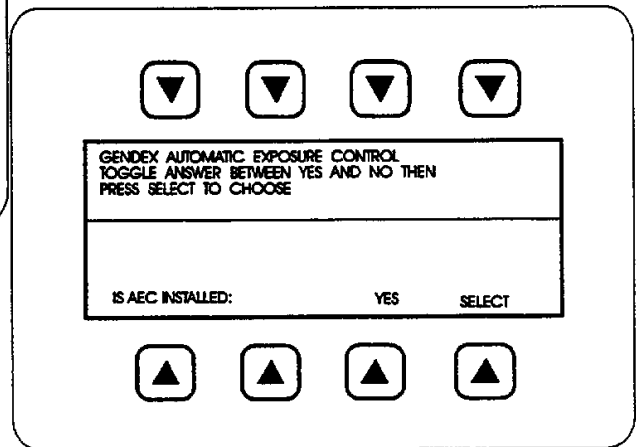 GENDEX AUTOMATIC EXPOSURE CONTROL
TOGGLE ANSWER BETWEEN YES AND NO THEN
PRESS SELECT TO CHOOSE
IS AEC INSTALLED: YES SELECT